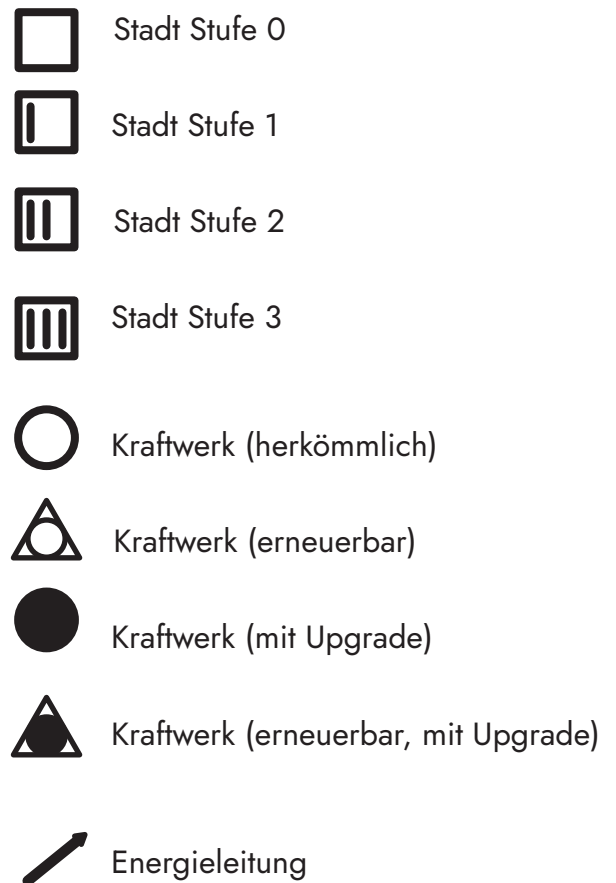 Stadt Stufe 0
Stadt Stufe 1
Stadt Stufe 2
Stadt Stufe 3
Kraftwerk (herkömmlich)
Kraftwerk (erneuerbar)
Kraftwerk (mit Upgrade)
Kraftwerk (erneuerbar, mit Upgrade)
Energieleitung